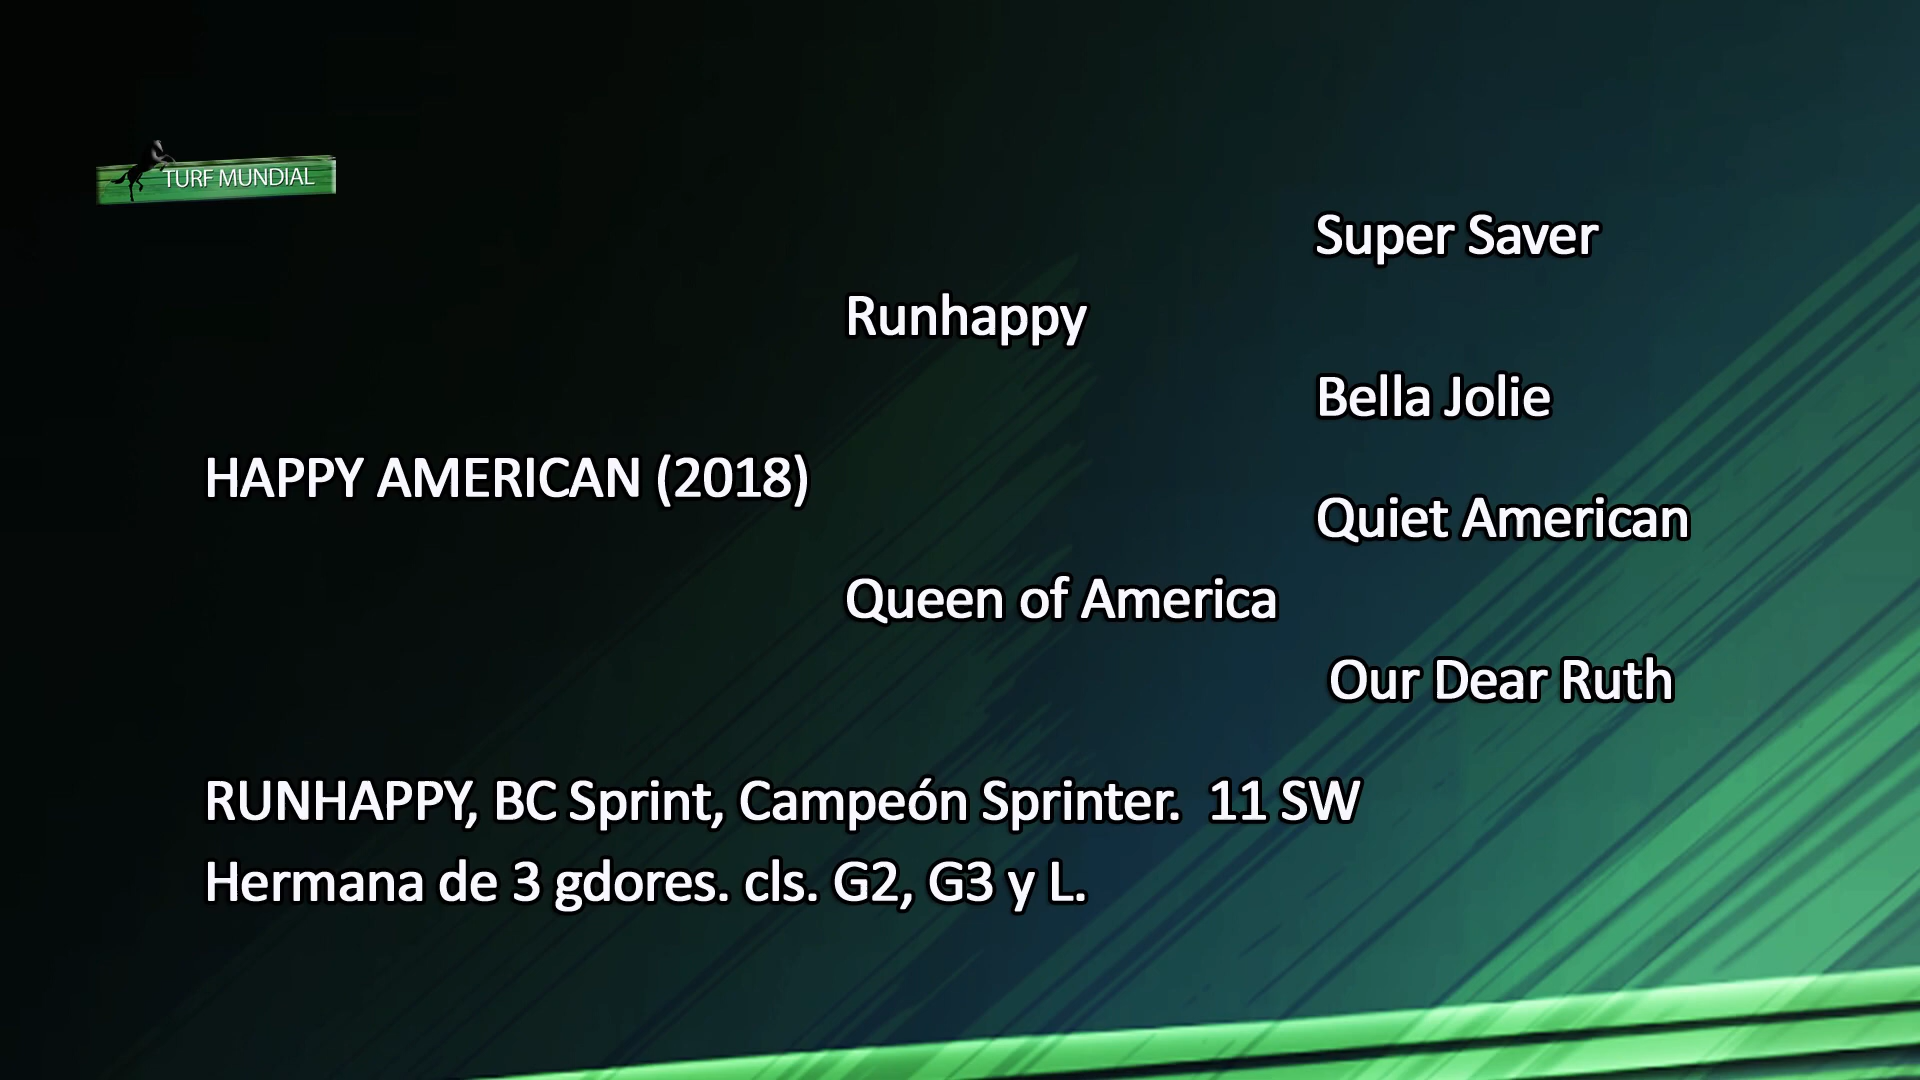 TURF MUNDIAL
Super Saver
Runhappy
Bella Jolie
HAPPY AMERICAN (2018)
Quiet American
Queen of America
Our Dear Ruth
RUNHAPPY, BC Sprint, Campeón Sprinter.  11 SW
Hermana de 3 gdores. cls. G2, G3 y L.